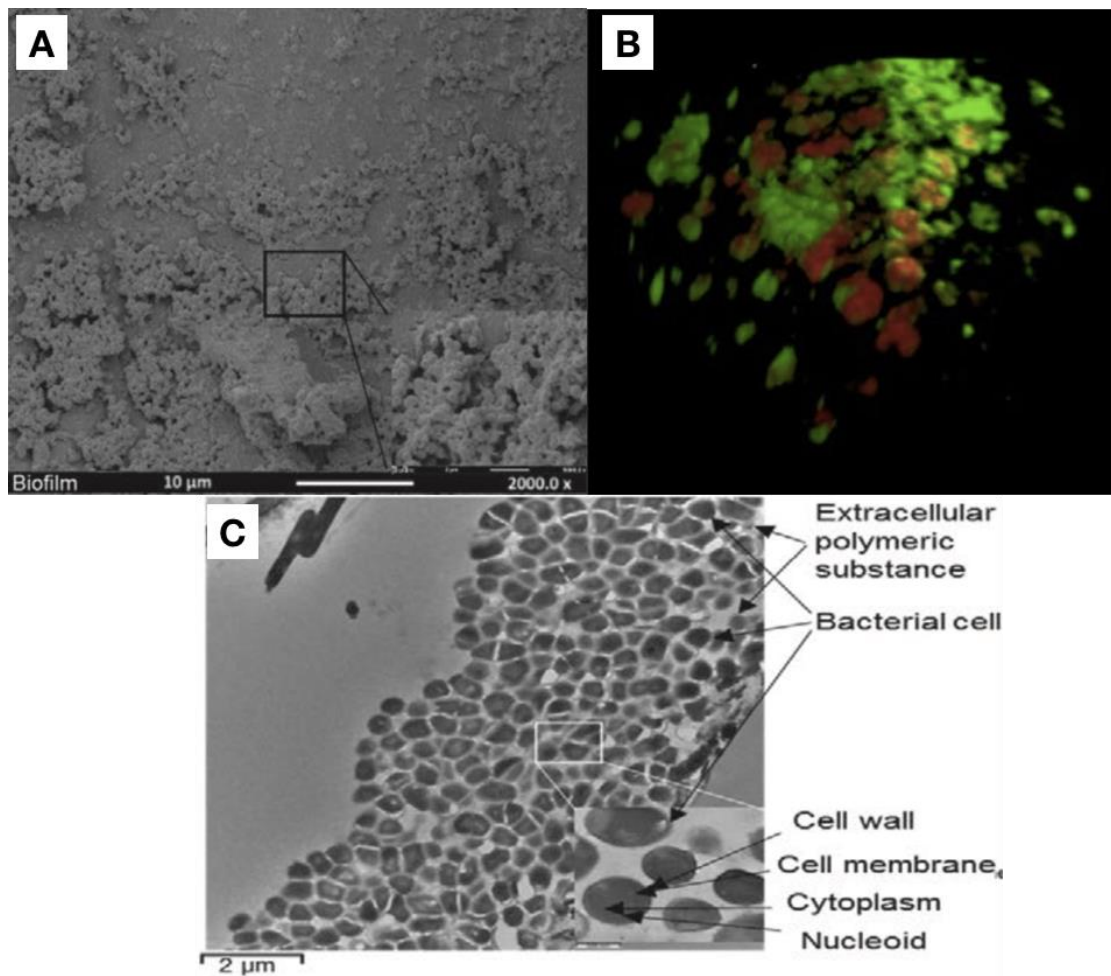 A
B
Biofilm 10 µm 2000.0 x
C
Extracellular
polymeric
substance
Bacterial cell
Cell wall
Cell membrane
Cytoplasm
Nucleoid
2 µm